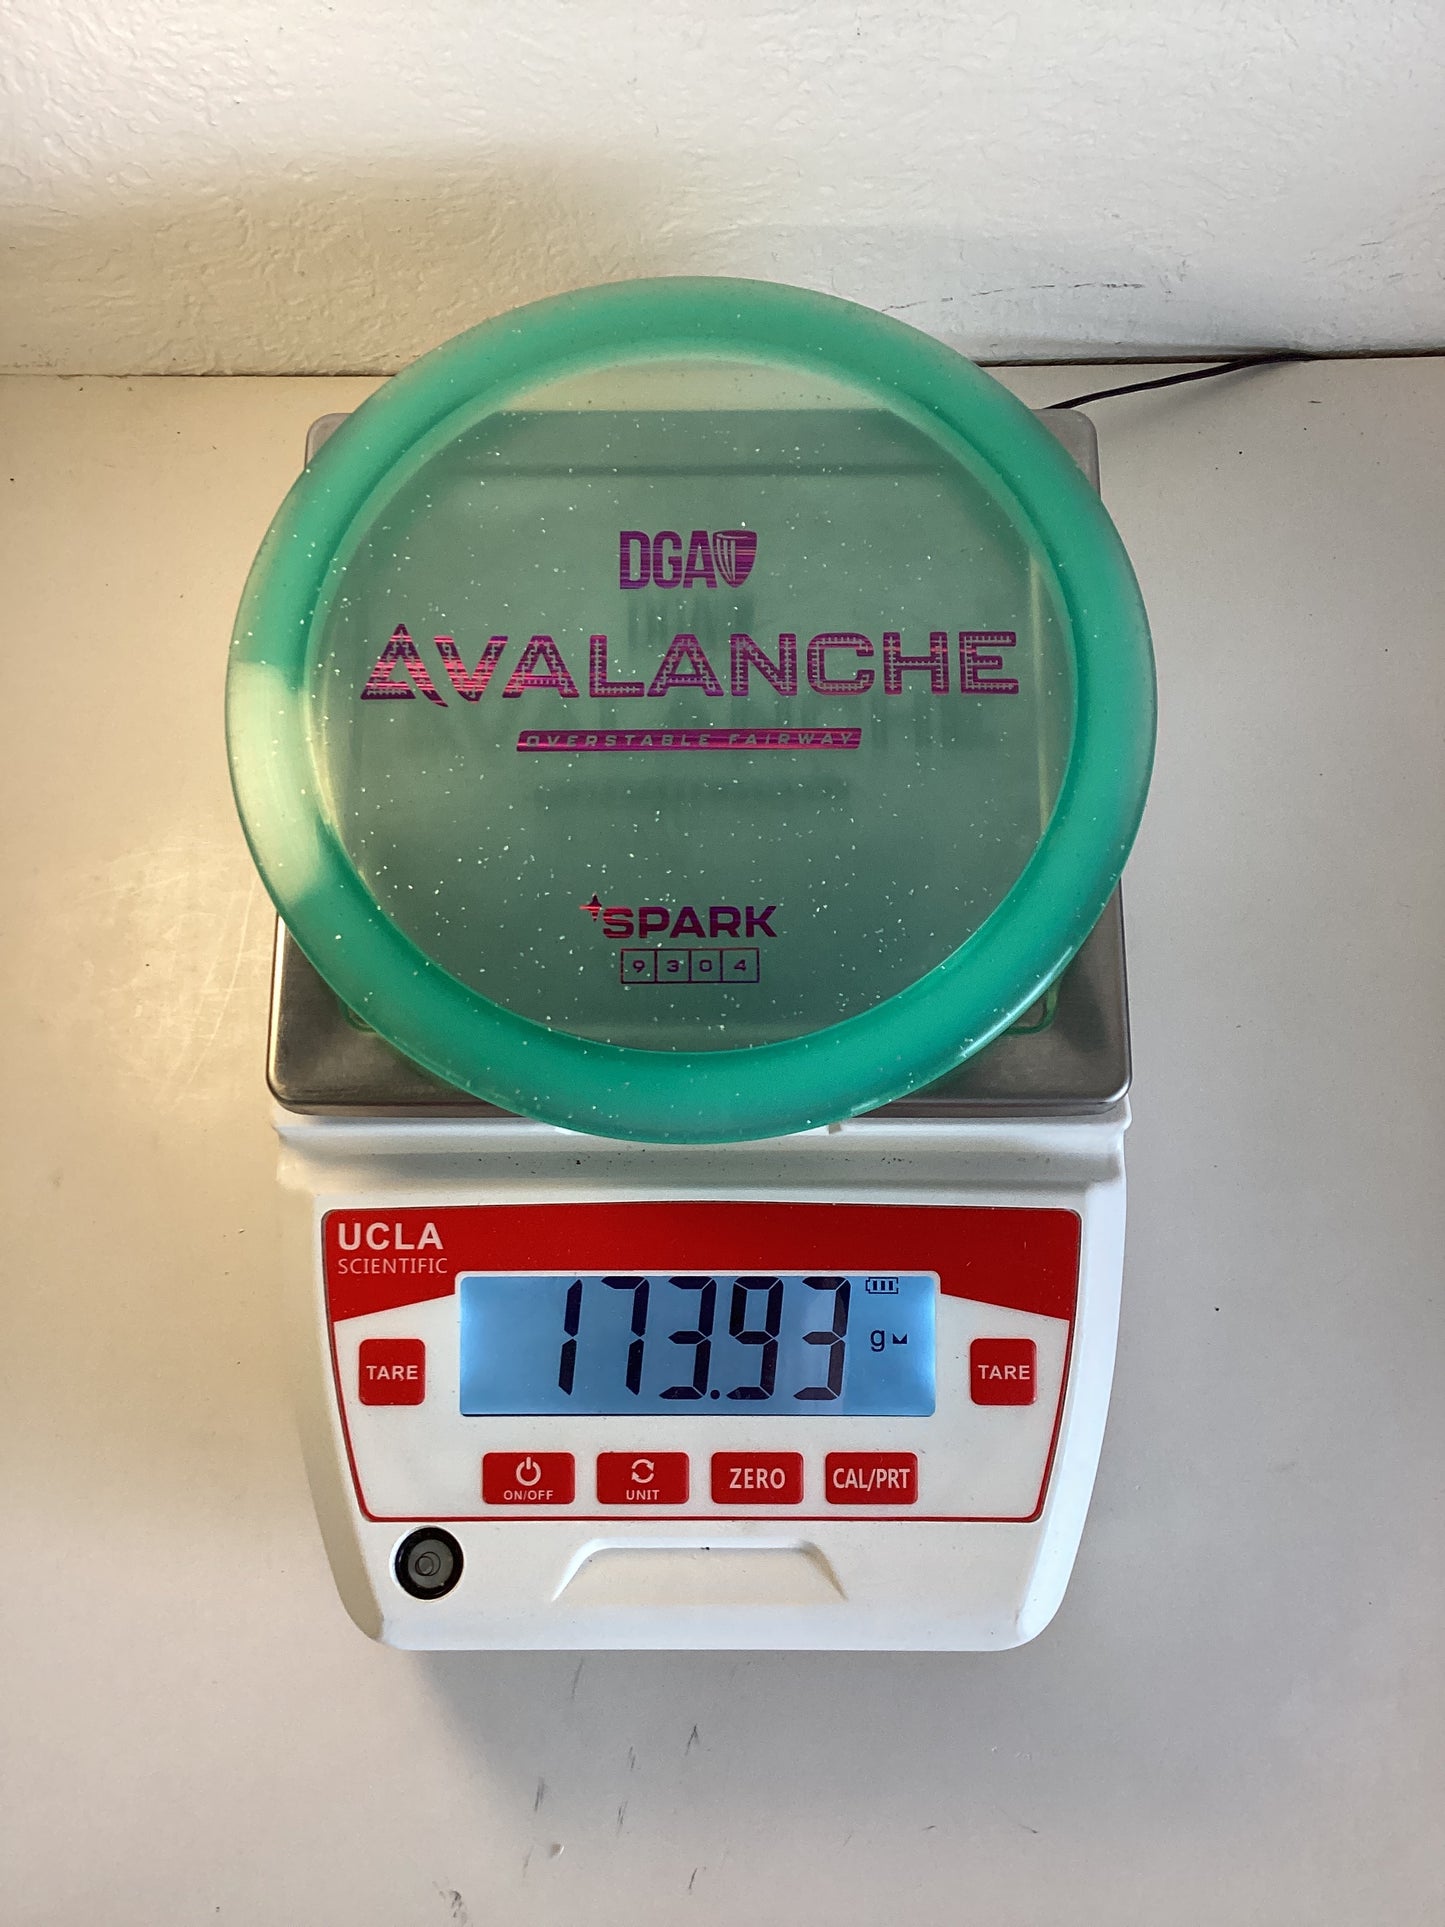 DGA
AVALANCHE
OVERSTABLE FAIRWAY
SPARK
9 3 0 4
UCLA
SCIENTIFIC
173.93 g
TARE
TARE
ON/OFF
UNIT
ZERO
CAL/PRT